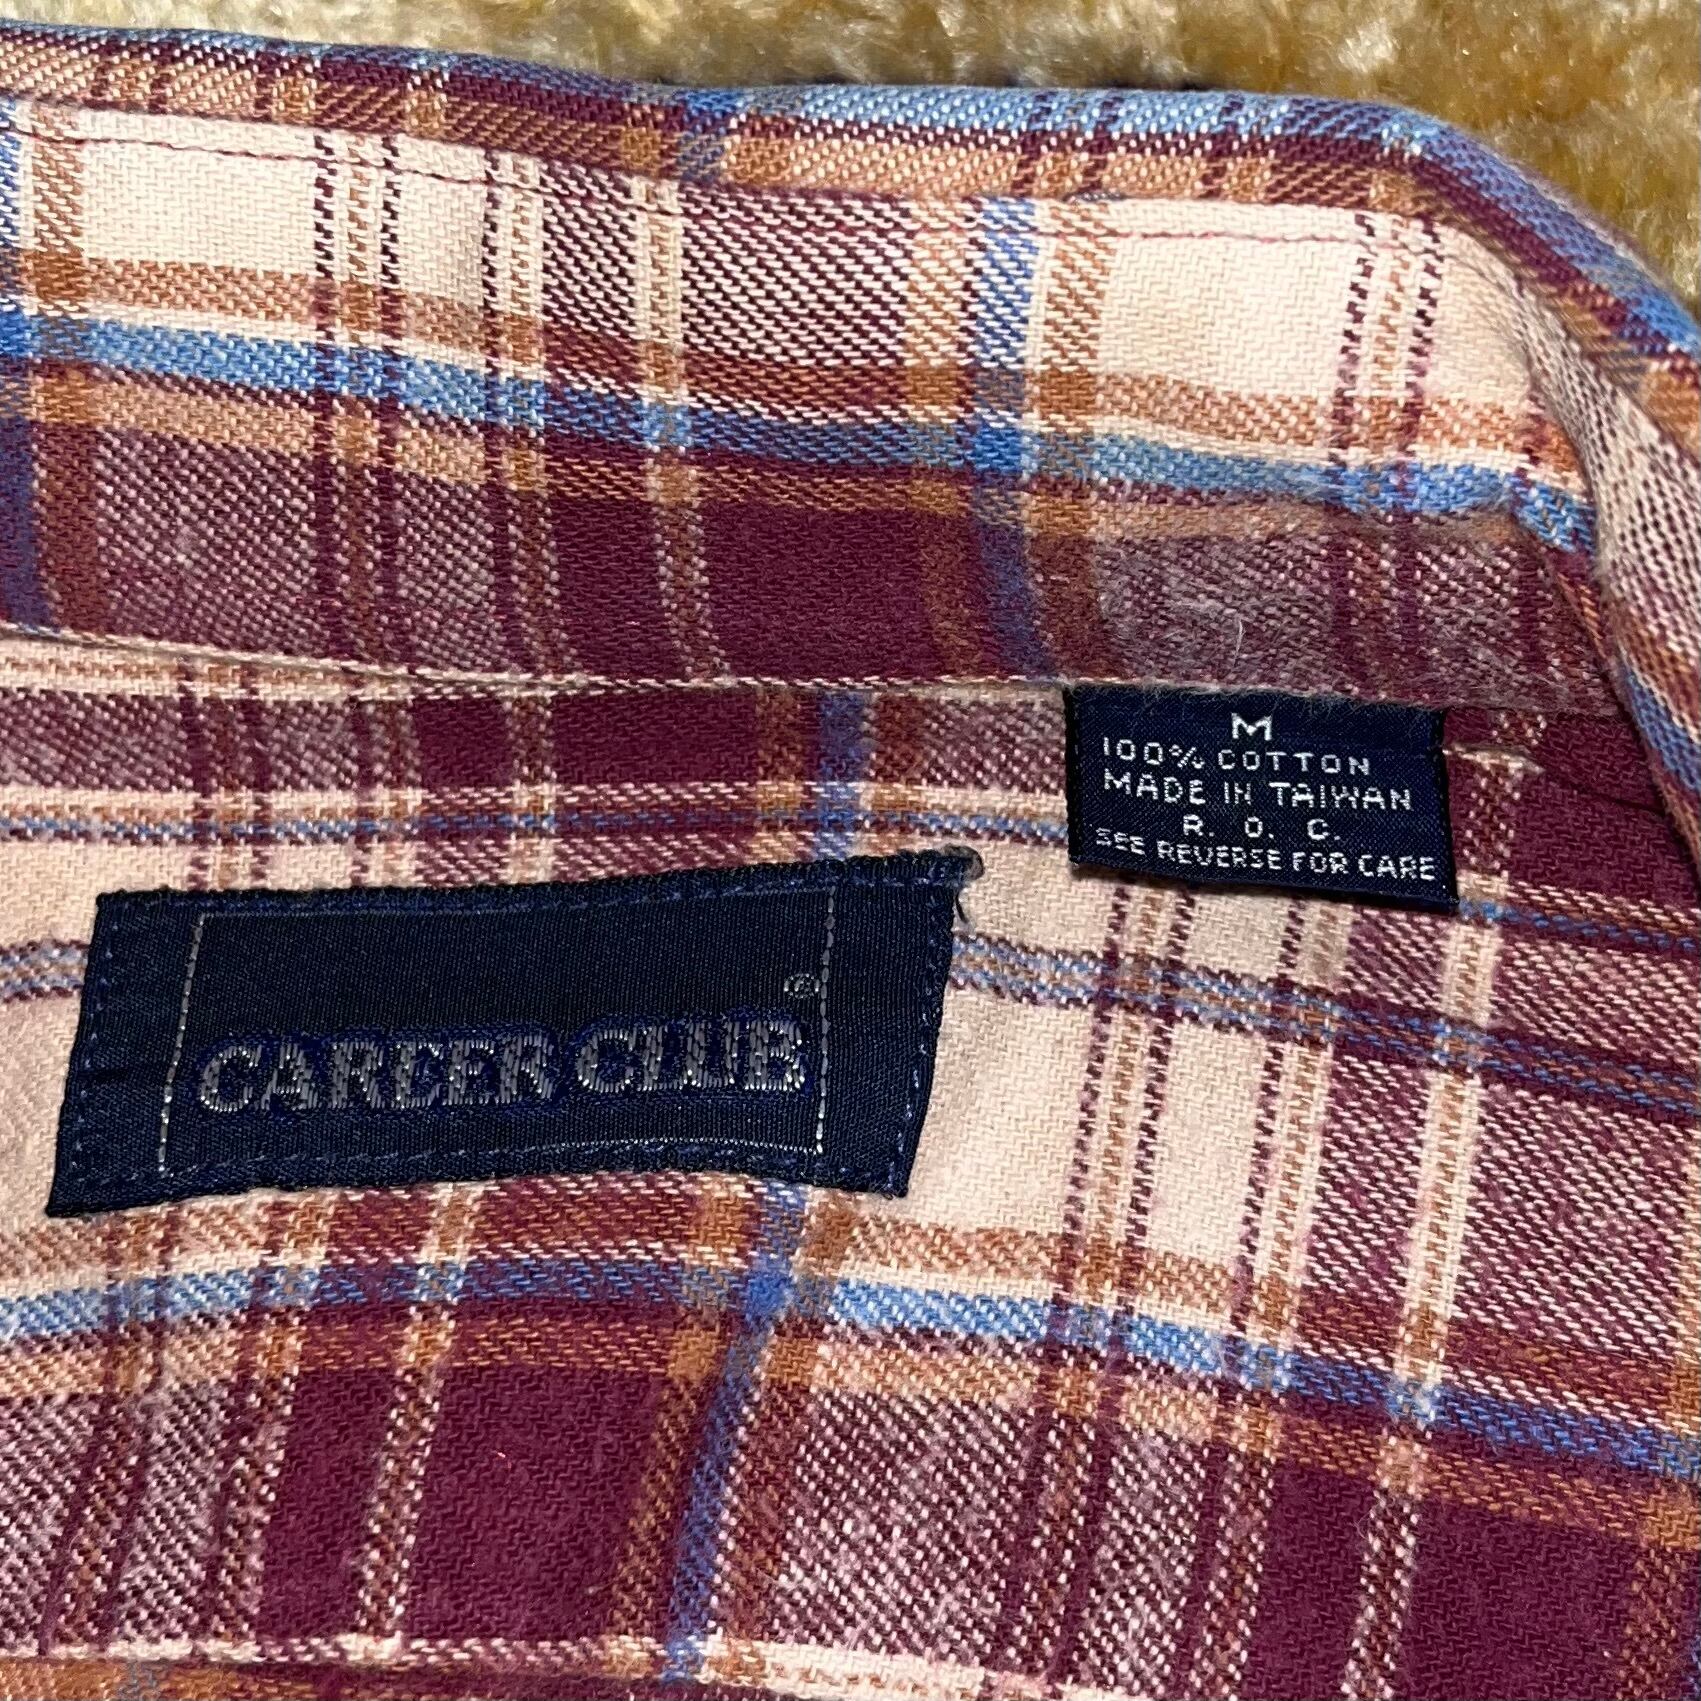 M
100% COTTON
MADE IN TAIWAN
R. O. C.
SEE REVERSE FOR CARE
CAREER CLUB®